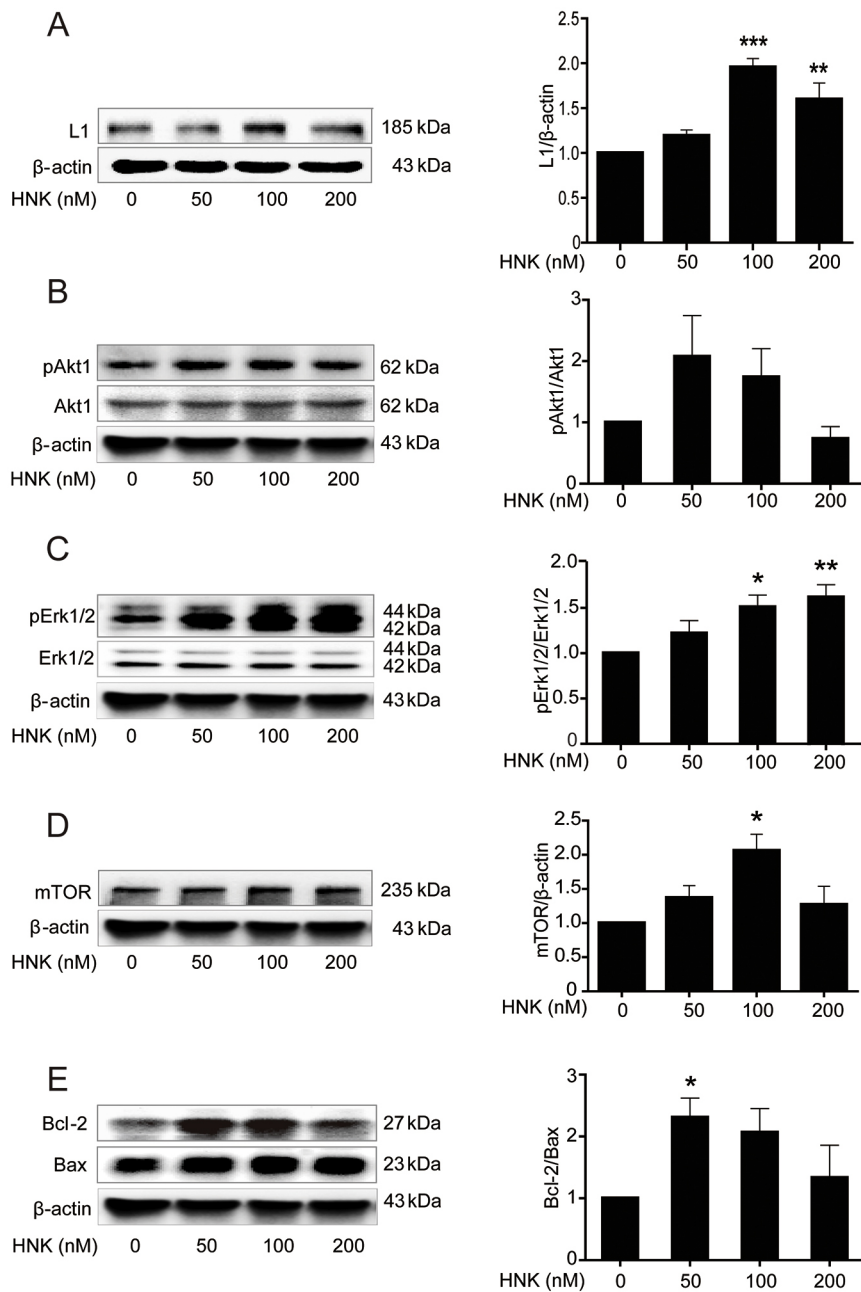 A
L1
185 kDa
β-actin
43 kDa
HNK (nM)
0
50
100
200
L1/β-actin
2.5
2.0
1.5
1.0
0.5
0
***
**
HNK (nM)
0
50
100
200
B
pAkt1
62 kDa
Akt1
62 kDa
β-actin
43 kDa
HNK (nM)
0
50
100
200
pAkt1/Akt1
3
2
1
0
HNK (nM)
0
50
100
200
C
pErk1/2
44 kDa
42 kDa
Erk1/2
44 kDa
42 kDa
β-actin
43 kDa
HNK (nM)
0
50
100
200
pErk1/2/Erk1/2
2.0
1.5
1.0
0.5
0
*
**
HNK (nM)
0
50
100
200
D
mTOR
235 kDa
β-actin
43 kDa
HNK (nM)
0
50
100
200
mTOR/β-actin
2.5
2.0
1.5
1.0
0.5
0
*
HNK (nM)
0
50
100
200
E
Bcl-2
27 kDa
Bax
23 kDa
β-actin
43 kDa
HNK (nM)
0
50
100
200
Bcl-2/Bax
3
2
1
0
*
HNK (nM)
0
50
100
200